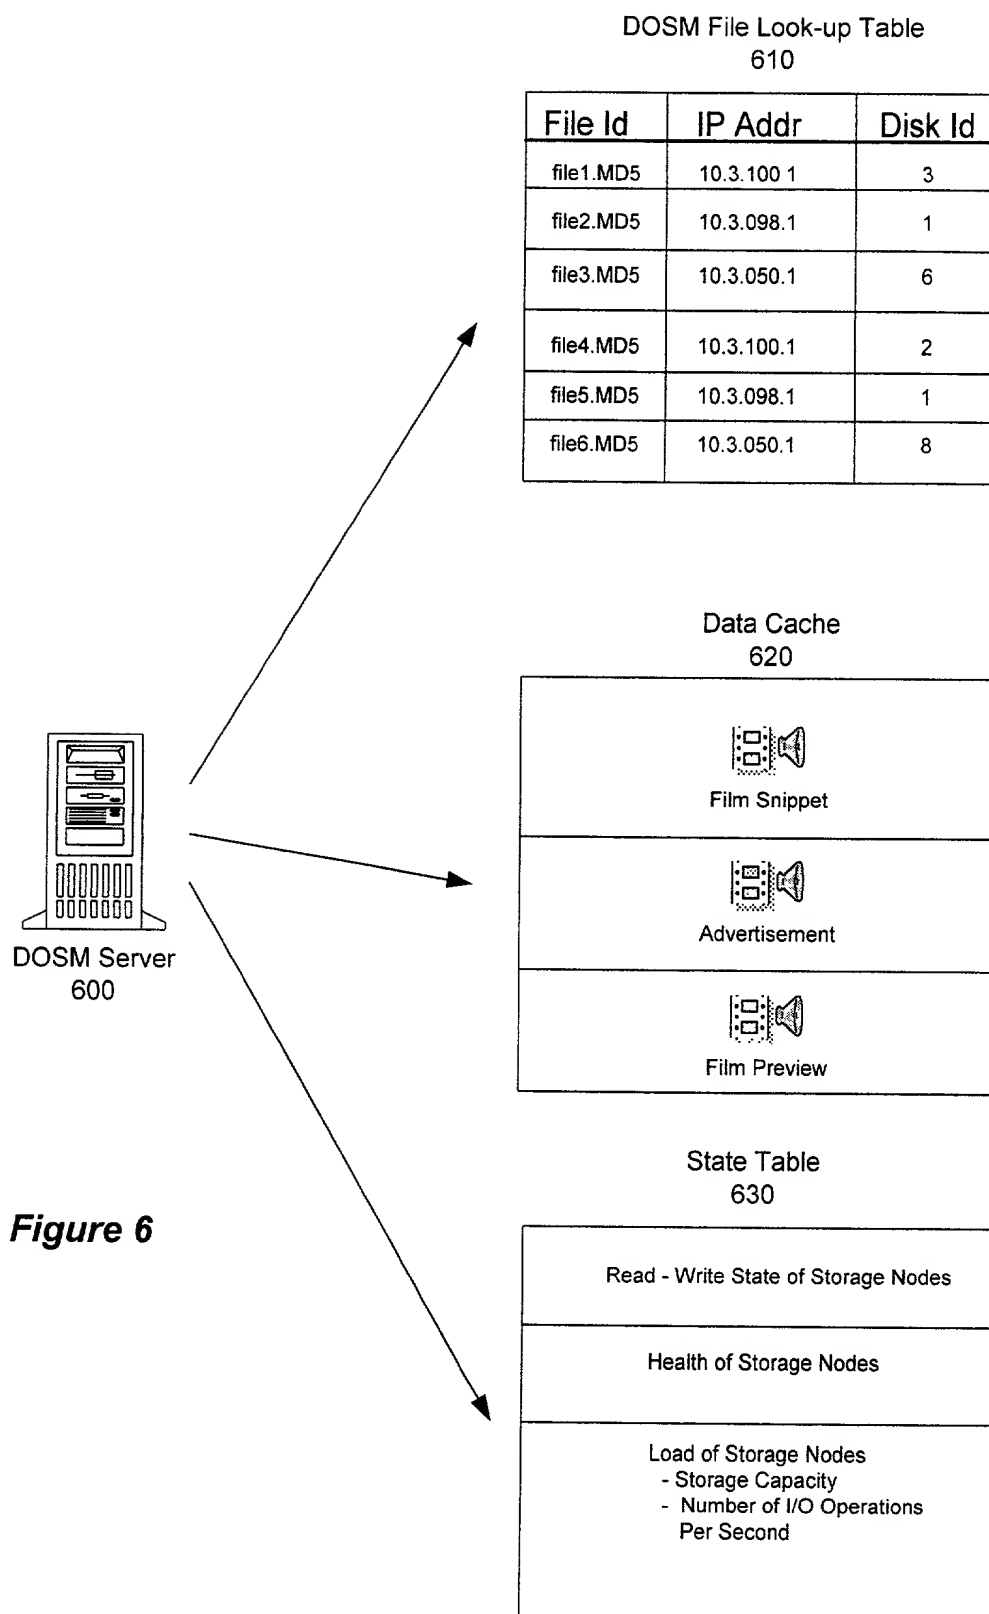 DOSM File Look-up Table
610
File Id IP Addr Disk Id
file1.MD5 10.3.100 1 3
file2.MD5 10.3.098.1 1
file3.MD5 10.3.050.1 6
file4.MD5 10.3.100.1 2
file5.MD5 10.3.098.1 1
file6.MD5 10.3.050.1 8
Data Cache
620
Film Snippet
Advertisement
Film Preview
DOSM Server
600
State Table
630
Read - Write State of Storage Nodes
Health of Storage Nodes
Load of Storage Nodes
- Storage Capacity
- Number of I/O Operations
Per Second
Figure 6